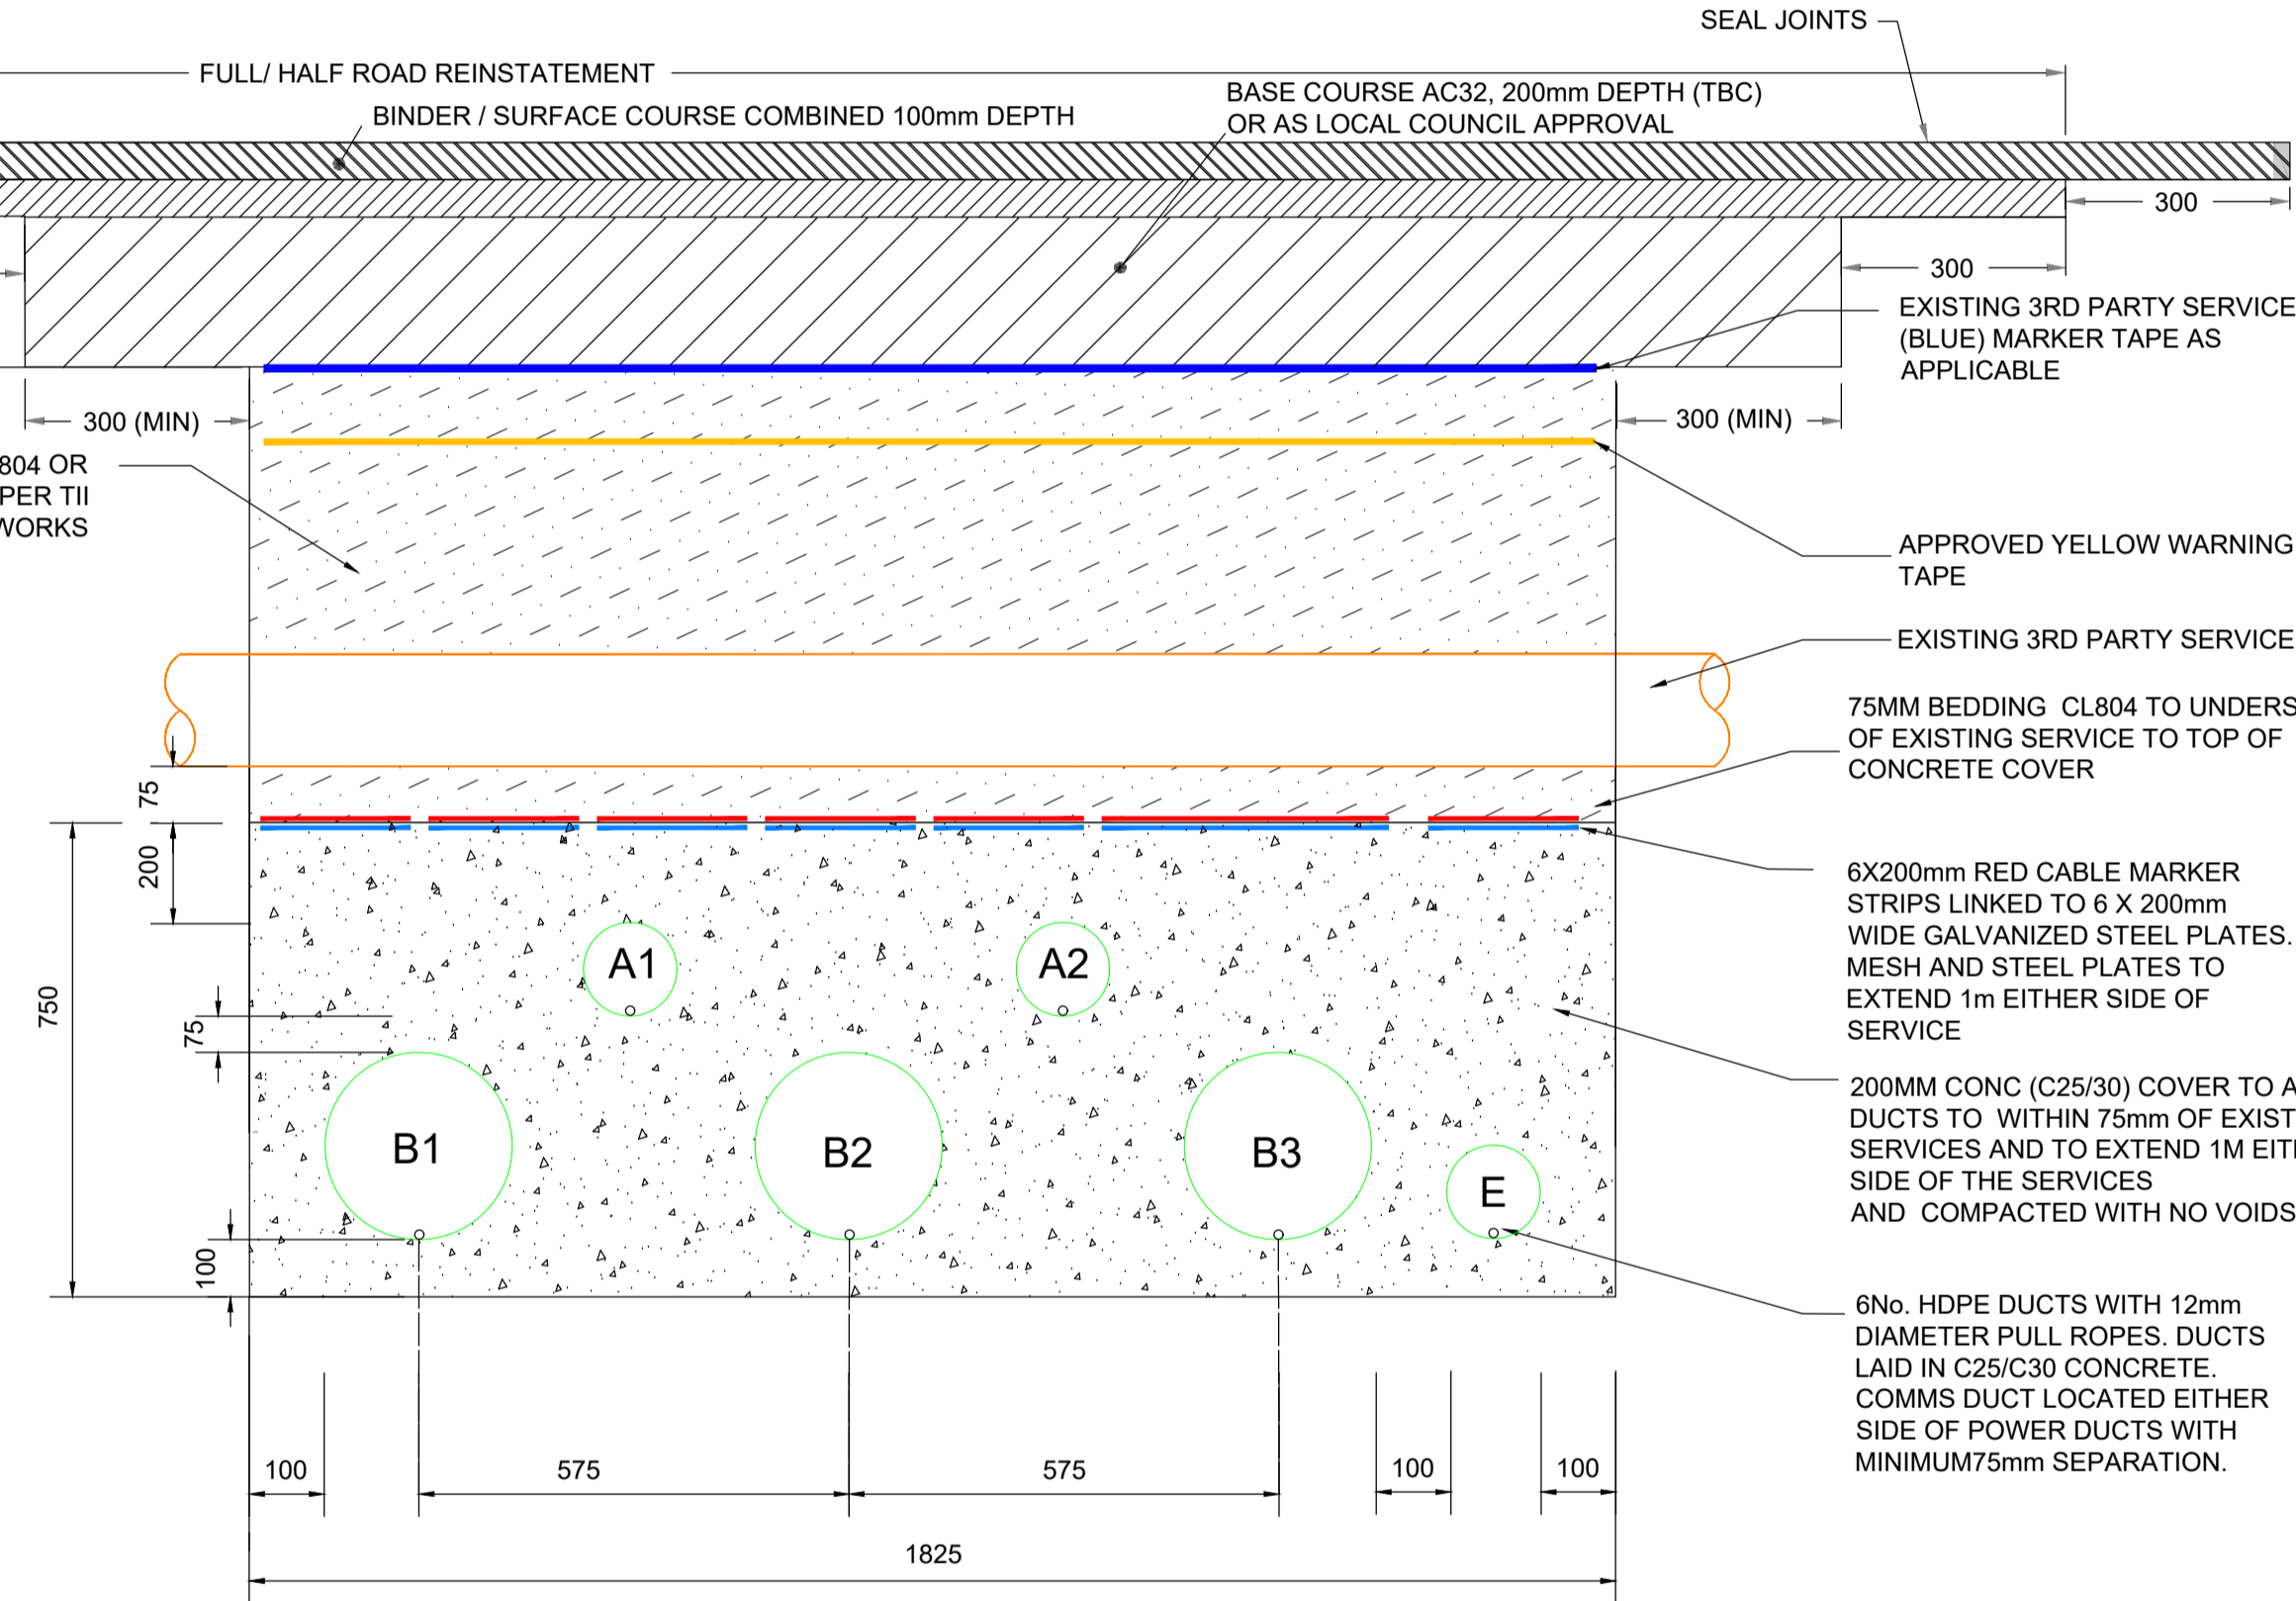 SEAL JOINTS
FULL/ HALF ROAD REINSTATEMENT
BINDER / SURFACE COURSE COMBINED 100mm DEPTH
BASE COURSE AC32, 200mm DEPTH (TBC)
OR AS LOCAL COUNCIL APPROVAL
300
300
EXISTING 3RD PARTY SERVICE
(BLUE) MARKER TAPE AS
APPLICABLE
300 (MIN)
300 (MIN)
804 OR
PER TII
WORKS
APPROVED YELLOW WARNING
TAPE
EXISTING 3RD PARTY SERVICE
75MM BEDDING CL804 TO UNDERS
OF EXISTING SERVICE TO TOP OF
CONCRETE COVER
75
200
750
75
100
6X200mm RED CABLE MARKER
STRIPS LINKED TO 6 X 200mm
WIDE GALVANIZED STEEL PLATES.
MESH AND STEEL PLATES TO
EXTEND 1m EITHER SIDE OF
SERVICE
A1
A2
B1
B2
B3
E
200MM CONC (C25/30) COVER TO A
DUCTS TO WITHIN 75mm OF EXIST
SERVICES AND TO EXTEND 1M EIT
SIDE OF THE SERVICES
AND COMPACTED WITH NO VOIDS
6No. HDPE DUCTS WITH 12mm
DIAMETER PULL ROPES. DUCTS
LAID IN C25/C30 CONCRETE.
COMMS DUCT LOCATED EITHER
SIDE OF POWER DUCTS WITH
MINIMUM75mm SEPARATION.
100
575
575
100
100
1825